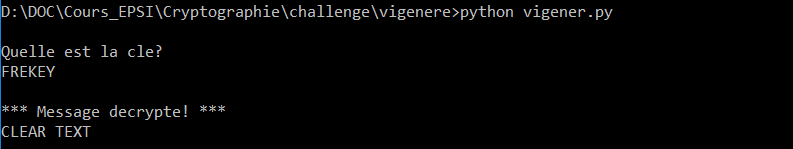 D:\DOC\Cours_EPSI\Cryptographie\challenge\vigenere>python vigener.py
Quelle est la cle?
FREKEY
*** Message decrypte! ***
CLEAR TEXT